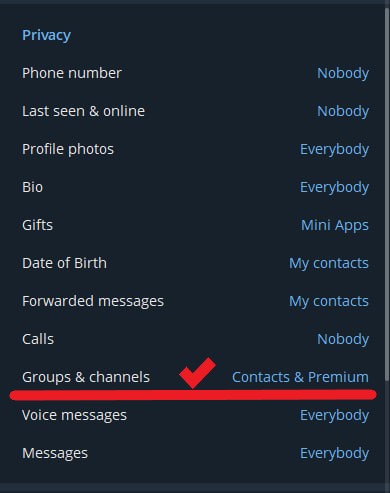 Privacy
Phone number Nobody
Last seen & online Nobody
Profile photos Everybody
Bio Everybody
Gifts Mini Apps
Date of Birth My contacts
Forwarded messages My contacts
Calls Nobody
Groups & channels Contacts & Premium
Voice messages Everybody
Messages Everybody